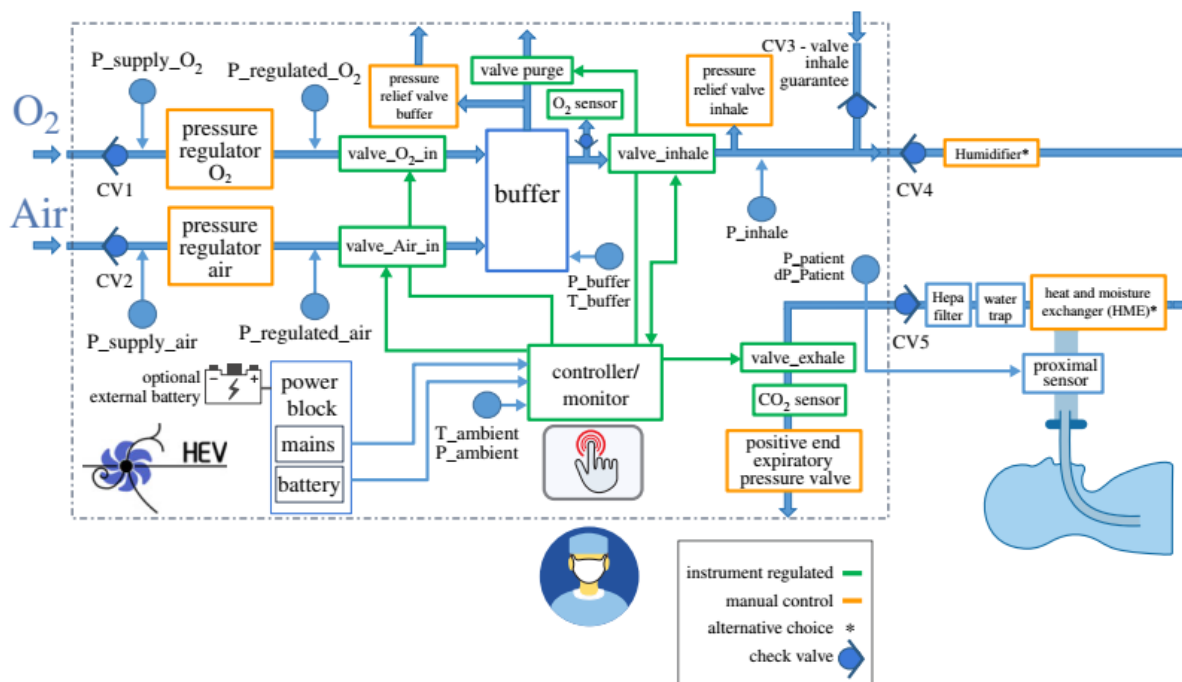 P_supply_O2
P_regulated_O2
pressure
relief valve
buffer
valve purge
O2 sensor
pressure
relief valve
inhale
CV3 - valve
inhale
guarantee
O2
CV1
pressure
regulator
O2
valve_O2_in
buffer
valve_inhale
CV4
Humidifier*
Air
CV2
pressure
regulator
air
valve_Air_in
P_inhale
P_buffer
T_buffer
P_patient
dP_Patient
P_supply_air
P_regulated_air
CV5
Hepa
filter
water
trap
heat and moisture
exchanger (HME)*
proximal
sensor
optional
external battery
− +
power
block
mains
battery
controller/
monitor
T_ambient
P_ambient
valve_exhale
CO2 sensor
positive end
expiratory
pressure valve
HEV
instrument regulated
manual control
alternative choice *
check valve